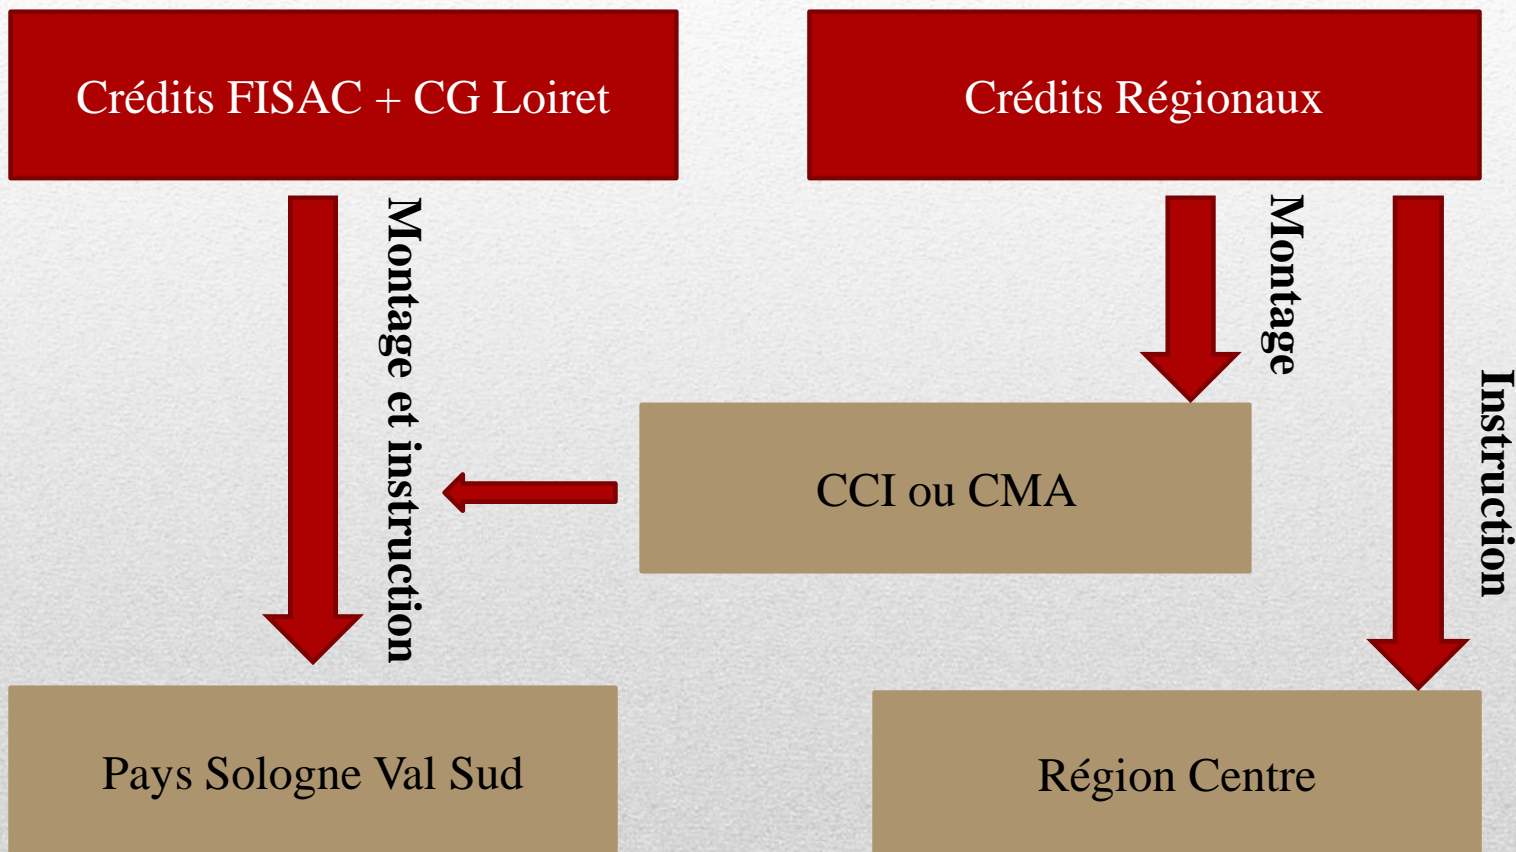 Crédits FISAC + CG Loiret
Crédits Régionaux
Montage et instruction
Montage
Instruction
CCI ou CMA
Pays Sologne Val Sud
Région Centre